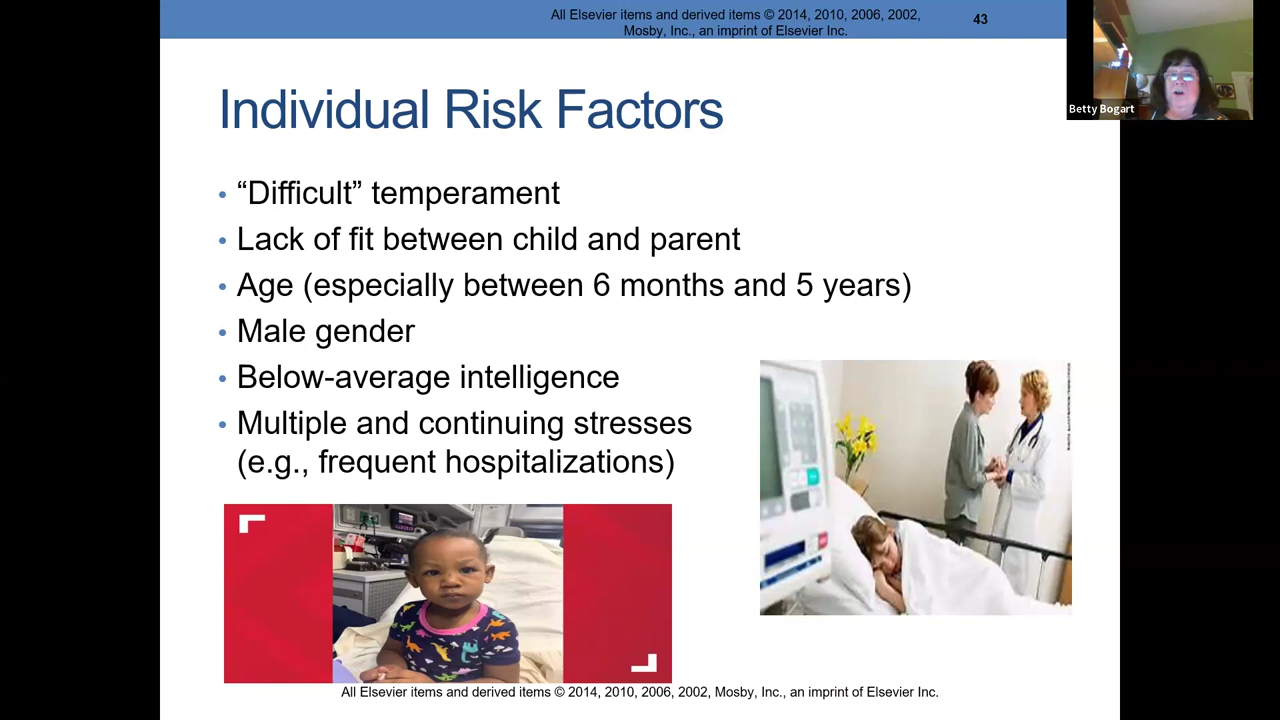 All Elsevier items and derived items © 2014, 2010, 2006, 2002,
Mosby, Inc., an imprint of Elsevier Inc.
43
Betty Bogart
Individual Risk Factors
• “Difficult” temperament
• Lack of fit between child and parent
• Age (especially between 6 months and 5 years)
• Male gender
• Below-average intelligence
• Multiple and continuing stresses
(e.g., frequent hospitalizations)
All Elsevier items and derived items © 2014, 2010, 2006, 2002, Mosby, Inc., an imprint of Elsevier Inc.